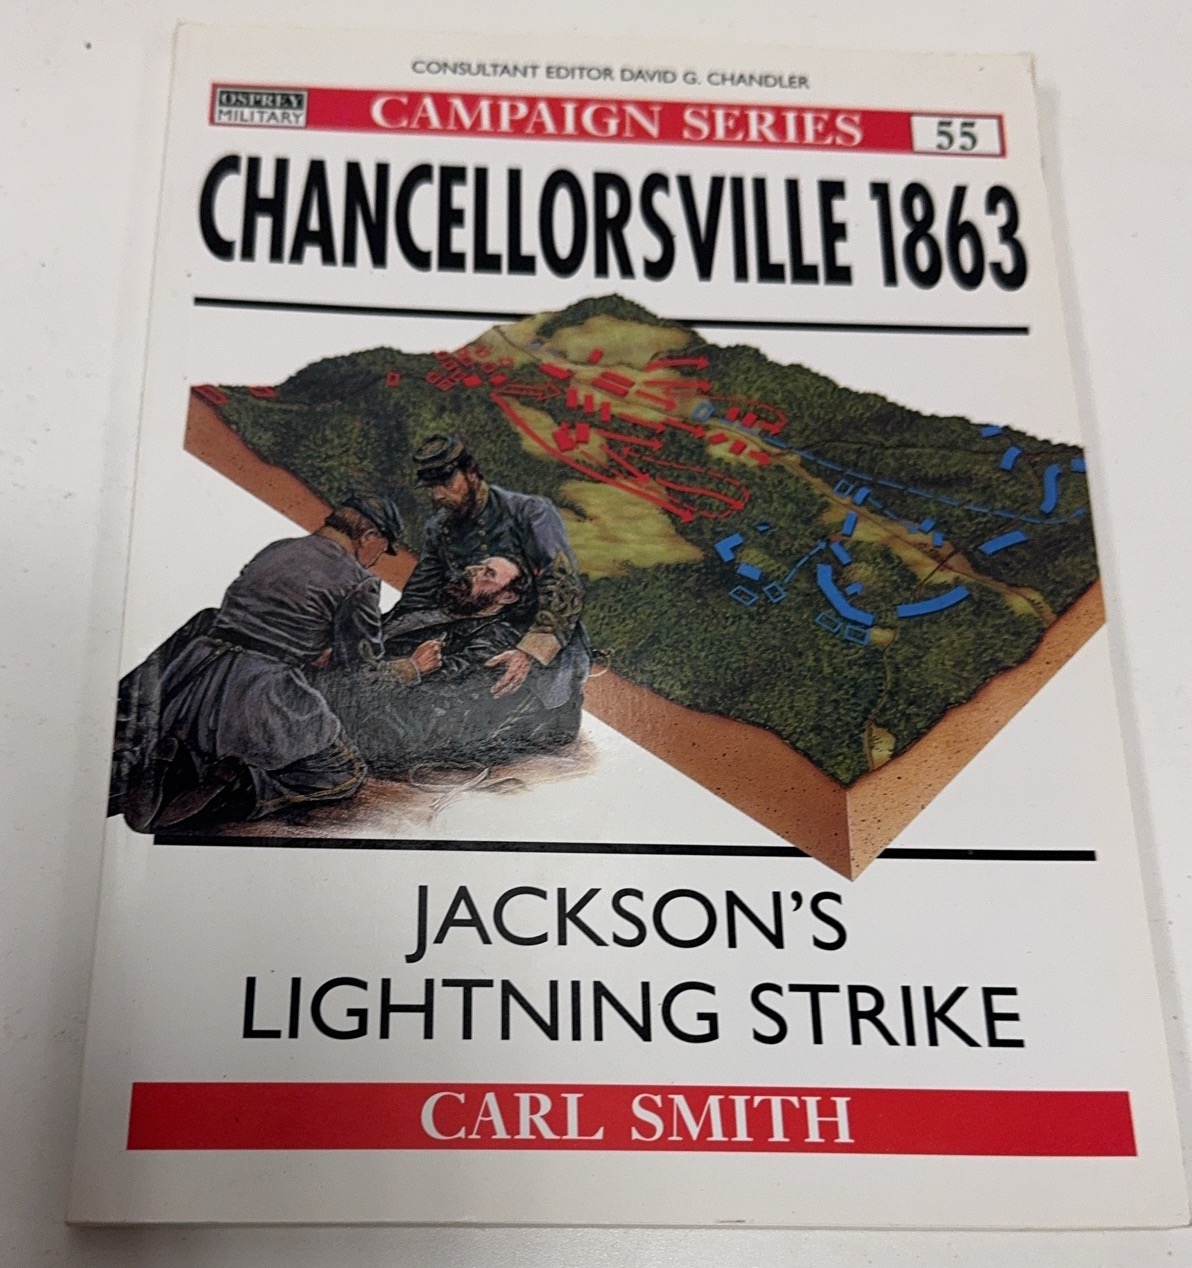 CONSULTANT EDITOR DAVID G. CHANDLER
OSPREY
MILITARY
CAMPAIGN SERIES
55
CHANCELLORSVILLE 1863
JACKSON'S
LIGHTNING STRIKE
CARL SMITH